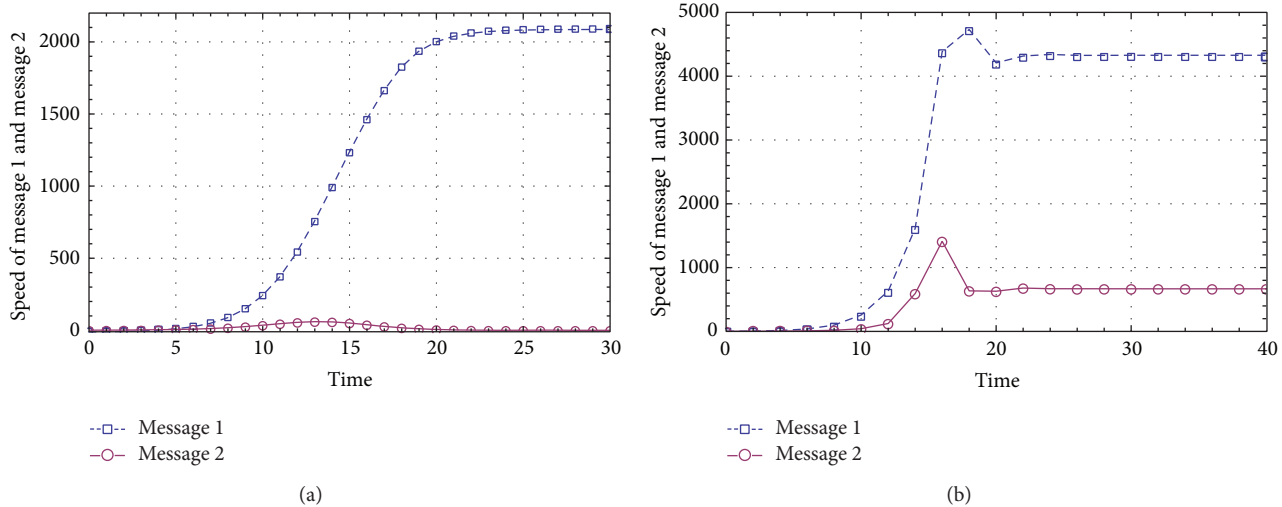 Speed of message 1 and message 2
2000
1500
1000
500
0
0 5 10 15 20 25 30
Time
Message 1
Message 2
(a)
Speed of message 1 and message 2
5000
4000
3000
2000
1000
0
0 10 20 30 40
Time
Message 1
Message 2
(b)